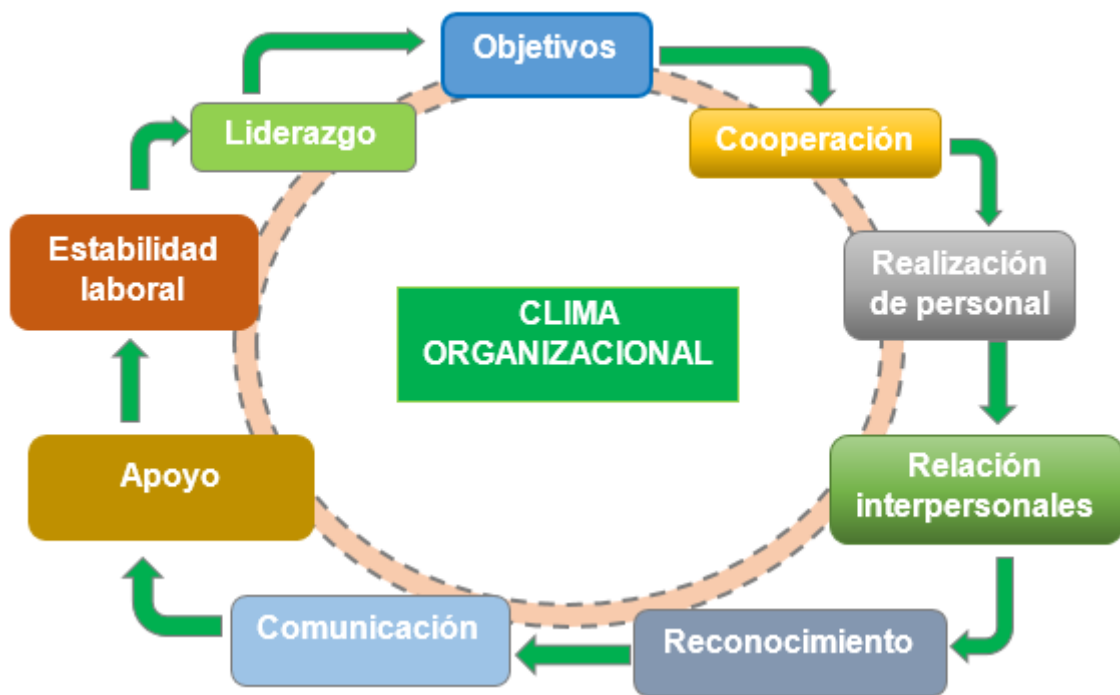 Objetivos
Cooperación
Realización
de personal
Relación
interpersonales
Reconocimiento
Comunicación
Apoyo
Estabilidad
laboral
Liderazgo
CLIMA
ORGANIZACIONAL